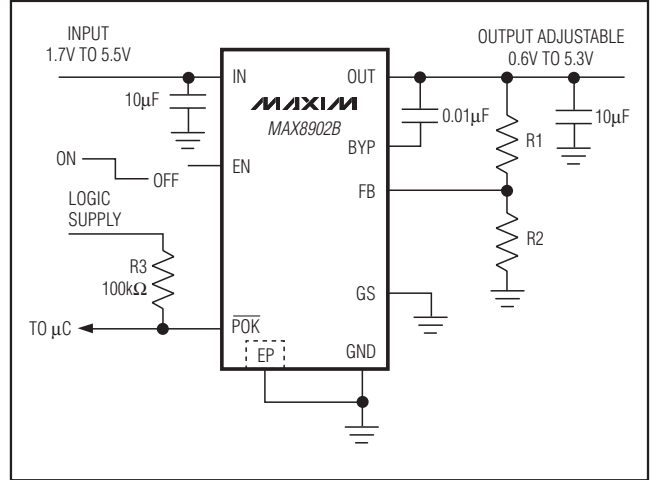 INPUT
1.7V TO 5.5V
OUTPUT ADJUSTABLE
0.6V TO 5.3V
IN
OUT
10μF
MAXIM
MAX8902B
0.01μF
10μF
R1
BYP
ON
OFF
EN
FB
LOGIC
SUPPLY
R2
R3
100kΩ
GS
TO μC
POK
EP
GND